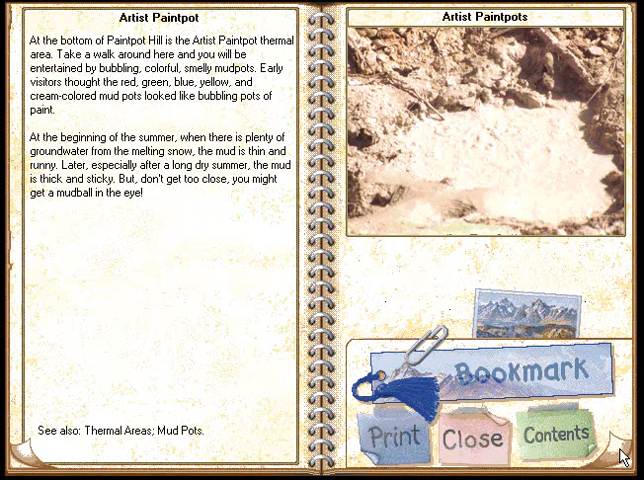 Artist Paintpot
At the bottom of Paintpot Hill is the Artist Paintpot thermal
area. Take a walk around here and you will be
entertained by bubbling, colorful, smelly mudpots. Early
visitors thought the red, green, blue, yellow, and
cream-colored mud pots looked like bubbling pots of
paint.
At the beginning of the summer, when there is plenty of
groundwater from the melting snow, the mud is thin and
runny. Later, especially after a long dry summer, the mud
is thick and sticky. But, don't get too close, you might
get a mudball in the eye!
See also: Thermal Areas; Mud Pots.
Artist Paintpots
Bookmark
Print
Close
Contents